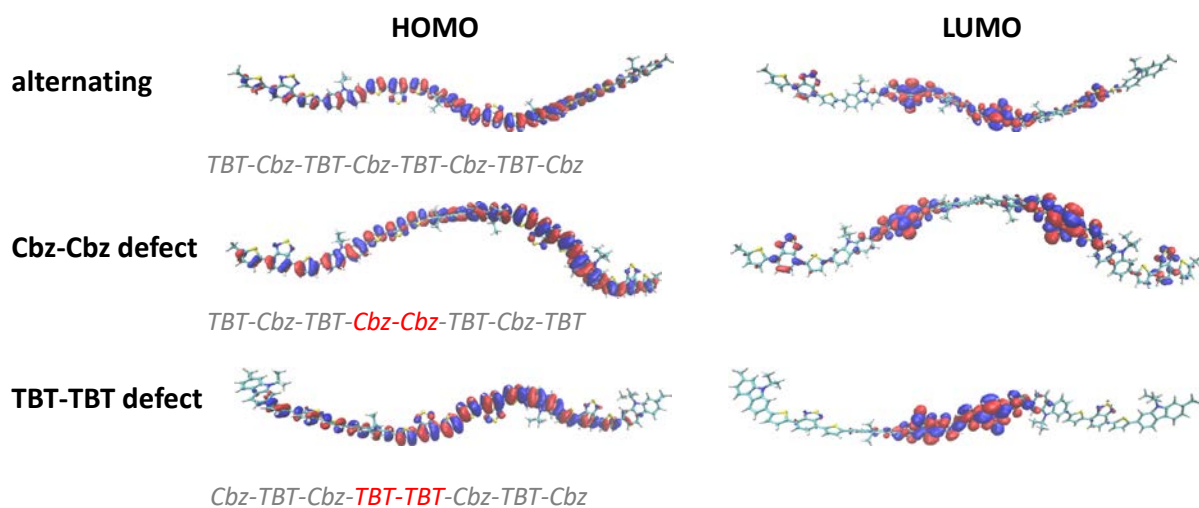 HOMO LUMO
alternating
TBT-Cbz-TBT-Cbz-TBT-Cbz-TBT-Cbz
Cbz-Cbz defect
TBT-Cbz-TBT-Cbz-Cbz-TBT-Cbz-TBT
TBT-TBT defect
Cbz-TBT-Cbz-TBT-TBT-Cbz-TBT-Cbz